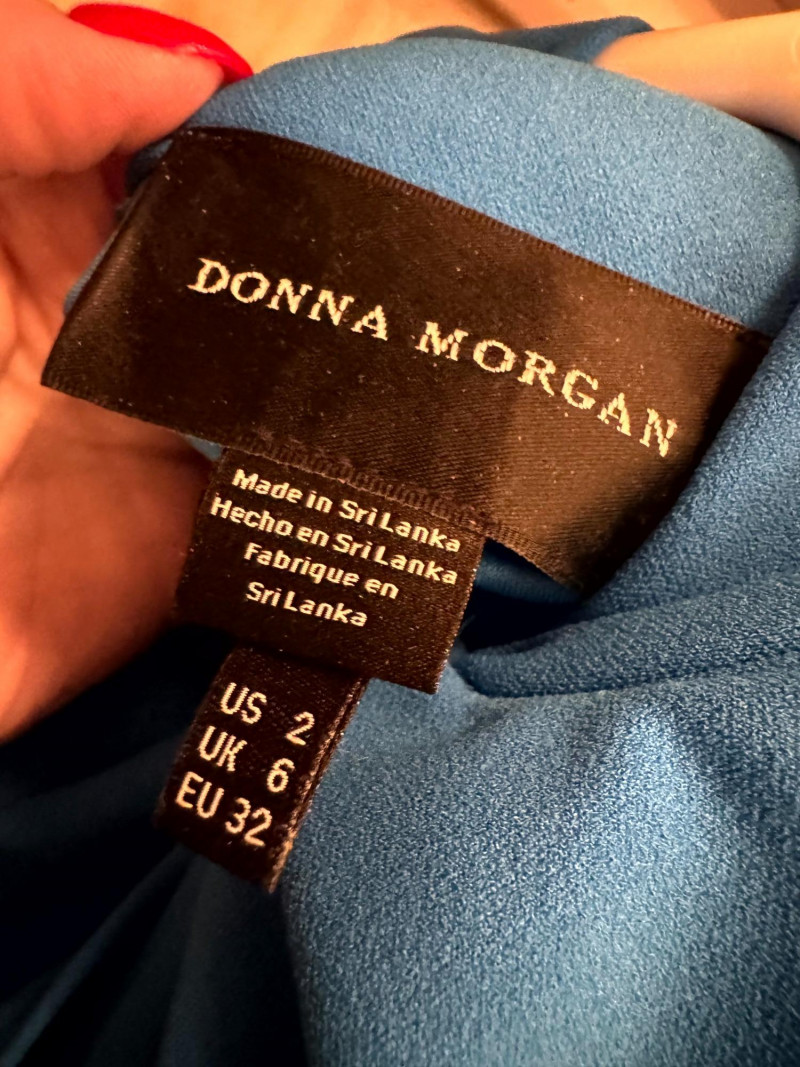 DONNA MORGAN
Made in Sri Lanka
Hecho en Sri Lanka
Fabrique en
Sri Lanka
US 2
UK 6
EU 32